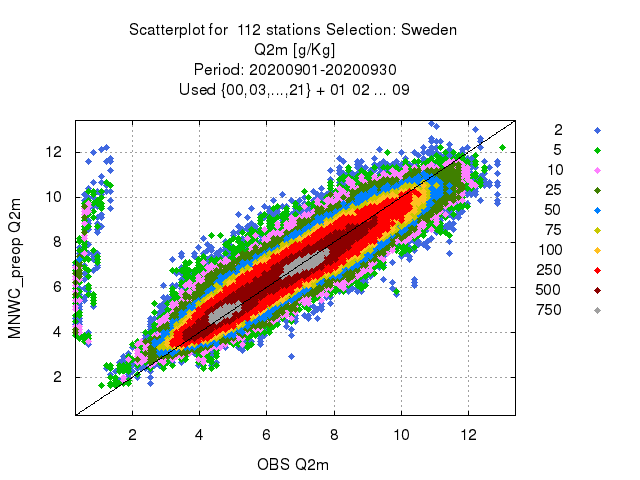 Scatterplot for  112 stations Selection: Sweden
Q2m [g/Kg]
Period: 20200901-20200930
Used {00,03,...,21} + 01 02 ... 09
MNWC_preop Q2m
12
10
8
6
4
2
2 4 6 8 10 12
OBS Q2m
2
5
10
25
50
75
100
250
500
750